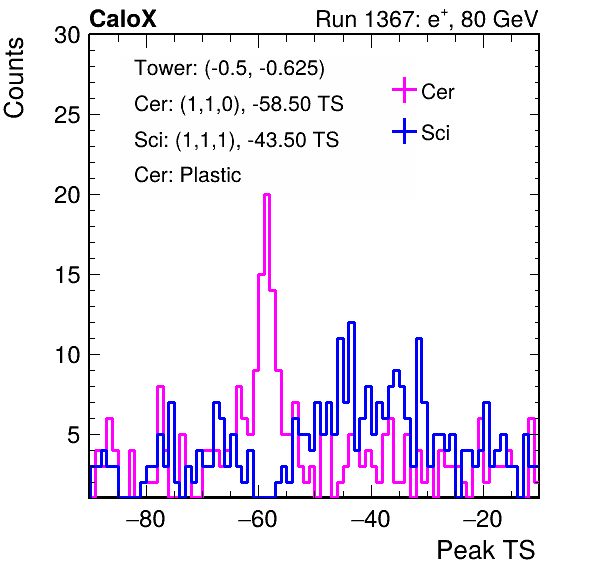 CaloX Run 1367: e⁺, 80 GeV
Counts
30
25
20
15
10
5
Tower: (-0.5, -0.625)
Cer: (1,1,0), -58.50 TS
Sci: (1,1,1), -43.50 TS
Cer: Plastic
Cer
Sci
−80 −60 −40 −20
Peak TS